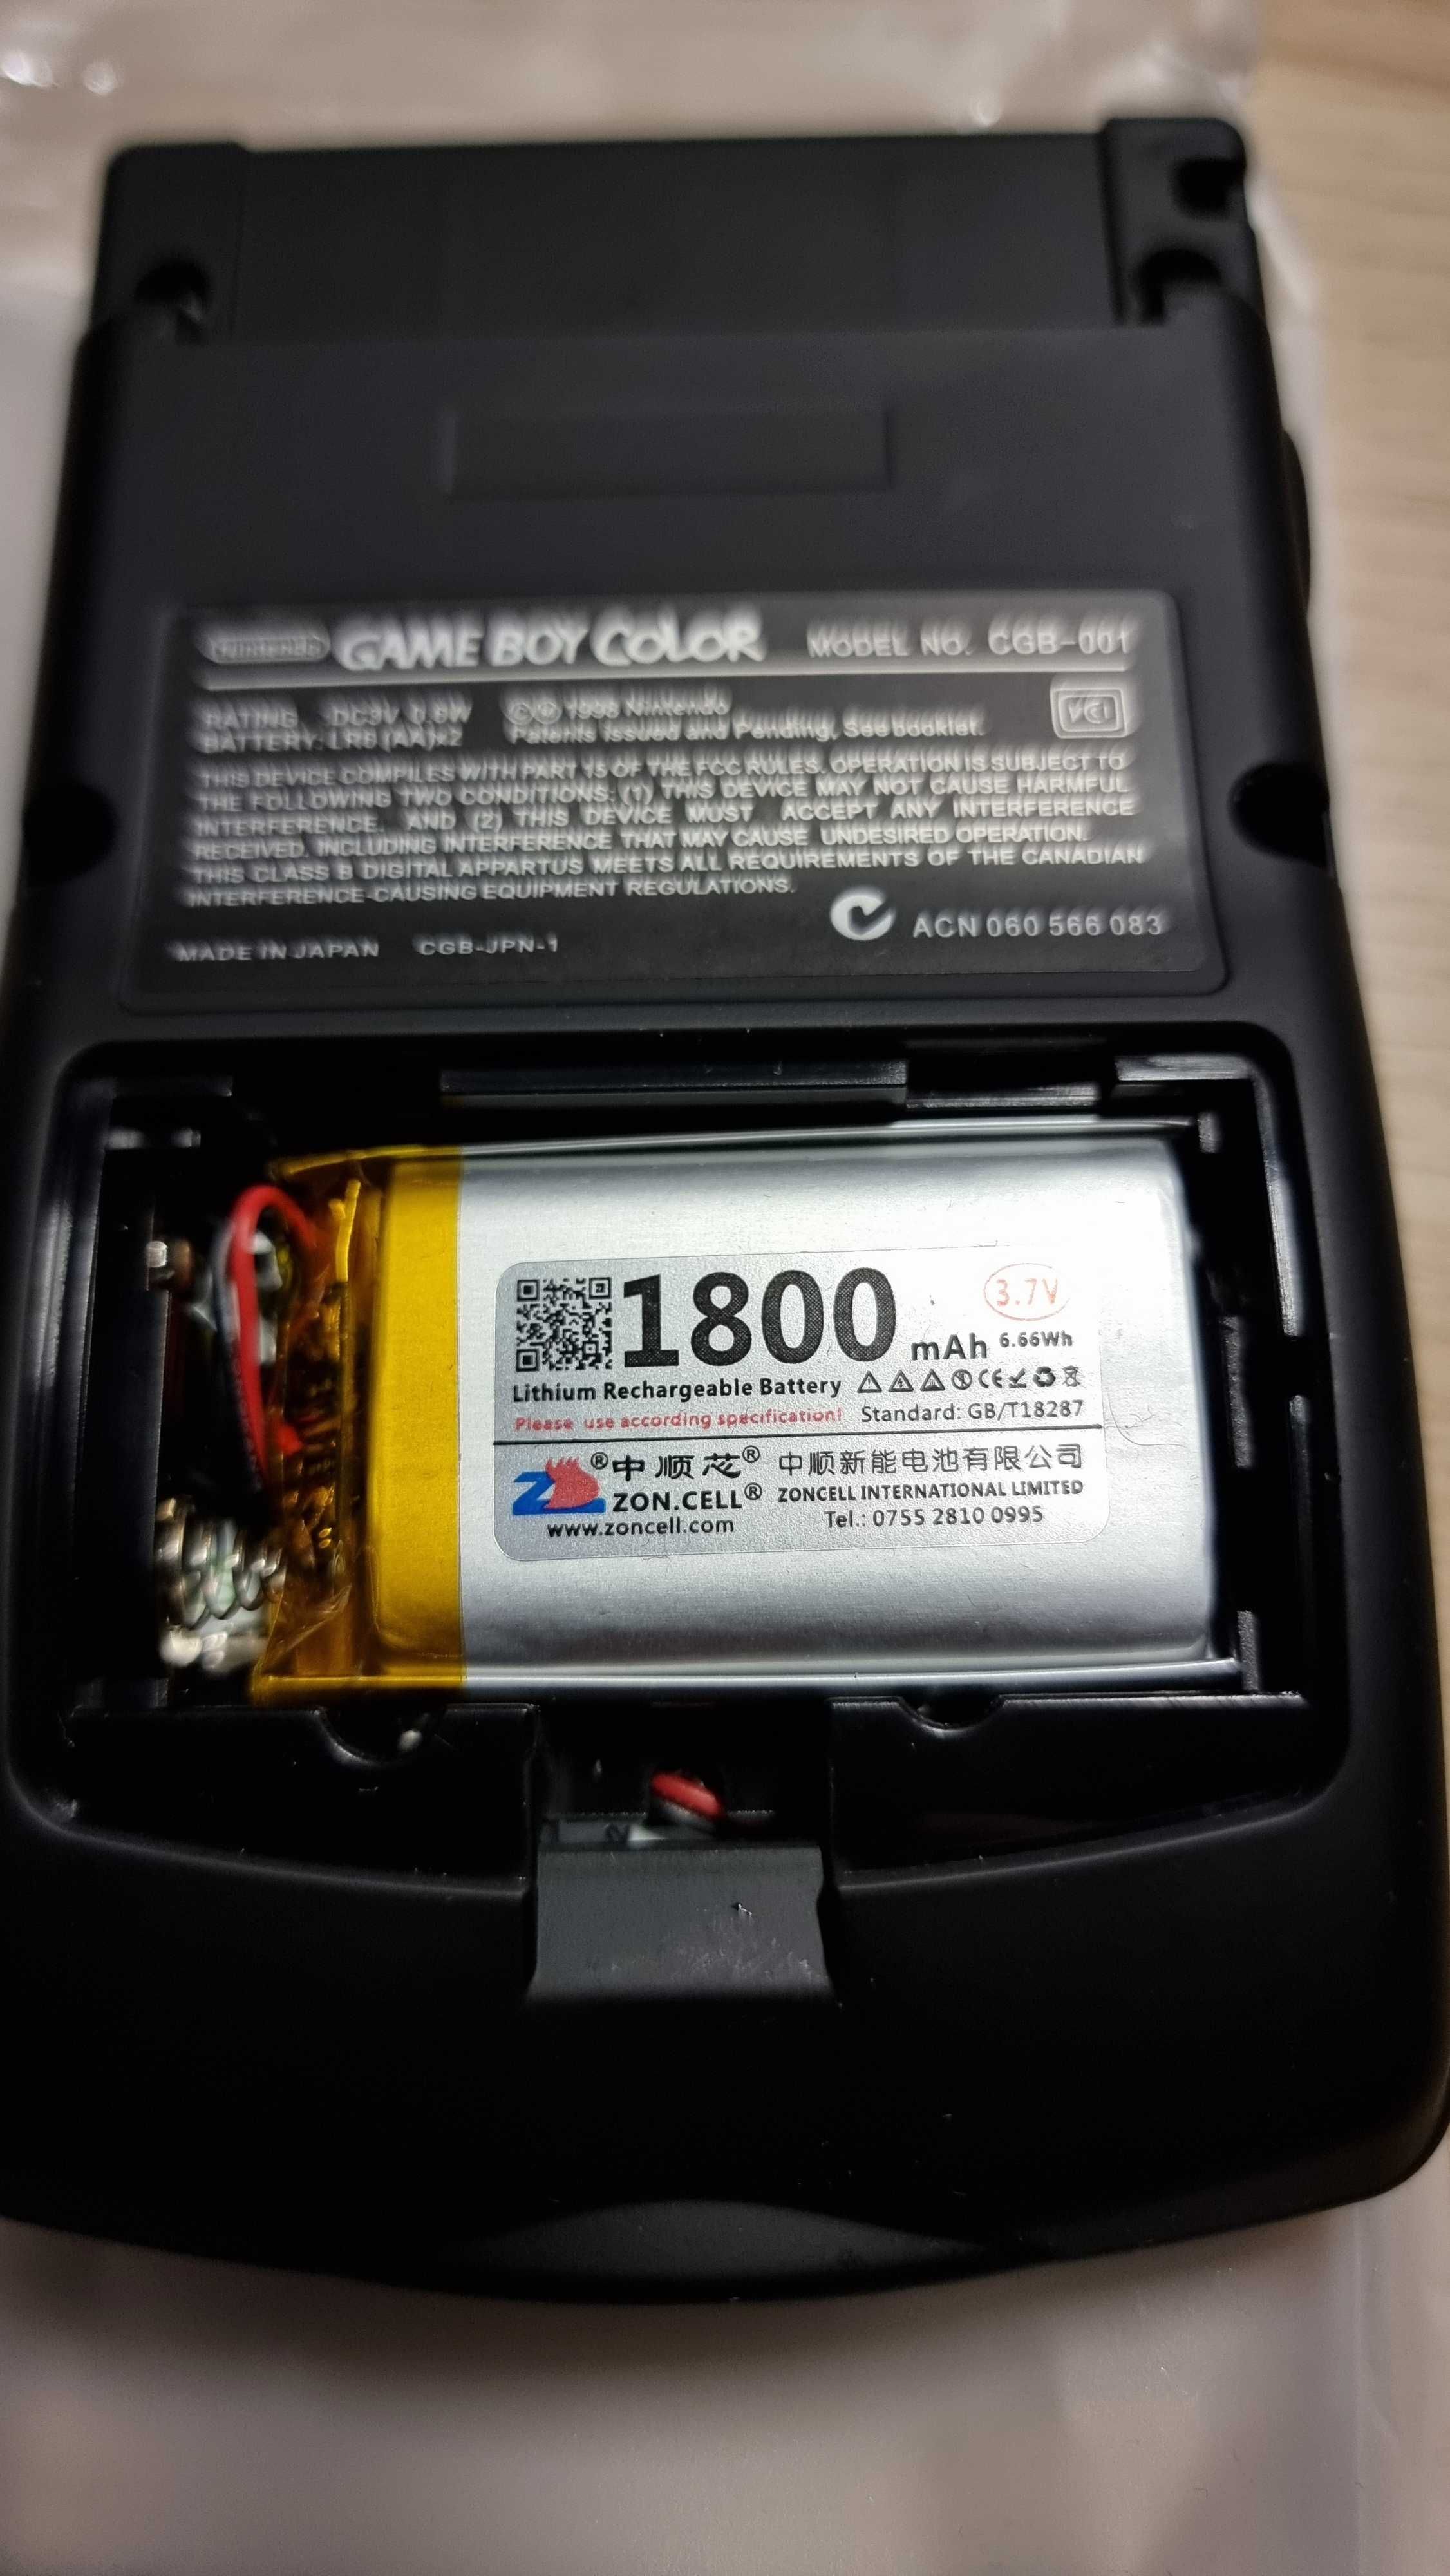 Nintendo GAME BOY COLOR MODEL NO. CGB-001
RATING: DC3V 0.6W ©® 1998 Nintendo
BATTERY: LR6 (AA)×2 Patents Issued and Pending, See booklet.
VCI
THIS DEVICE COMPILES WITH PART 15 OF THE FCC RULES. OPERATION IS SUBJECT TO
THE FOLLOWING TWO CONDITIONS: (1) THIS DEVICE MAY NOT CAUSE HARMFUL
INTERFERENCE. AND (2) THIS DEVICE MUST ACCEPT ANY INTERFERENCE
RECEIVED, INCLUDING INTERFERENCE THAT MAY CAUSE UNDESIRED OPERATION.
THIS CLASS B DIGITAL APPARTUS MEETS ALL REQUIREMENTS OF THE CANADIAN
INTERFERENCE-CAUSING EQUIPMENT REGULATIONS.
ACN 060 566 083
MADE IN JAPAN CGB-JPN-1
1800 mAh 3.7V 6.66Wh
Lithium Rechargeable Battery CE
Please use according specification! Standard: GB/T18287
®中顺芯® 中顺新能电池有限公司
ZON.CELL® ZONCELL INTERNATIONAL LIMITED
www.zoncell.com Tel.: 0755 2810 0995